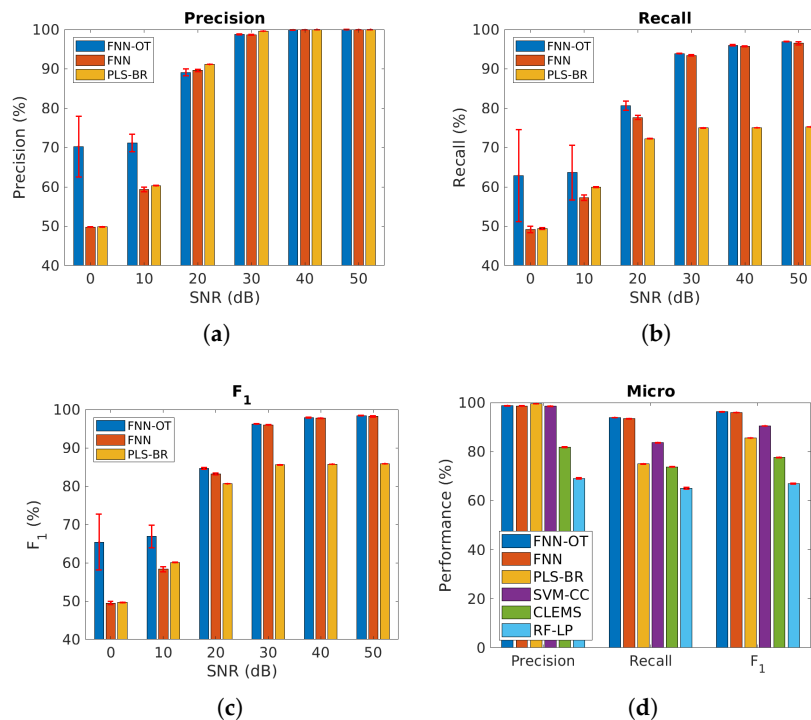 Precision
FNN-OT
FNN
PLS-BR
Precision (%)
100
90
80
70
60
50
40
0 10 20 30 40 50
SNR (dB)
(a)
Recall
FNN-OT
FNN
PLS-BR
Recall (%)
100
90
80
70
60
50
40
0 10 20 30 40 50
SNR (dB)
(b)
F1
FNN-OT
FNN
PLS-BR
F1 (%)
100
90
80
70
60
50
40
0 10 20 30 40 50
SNR (dB)
(c)
Micro
Performance (%)
100
80
60
40
20
0
FNN-OT
FNN
PLS-BR
SVM-CC
CLEMS
RF-LP
Precision Recall F1
(d)